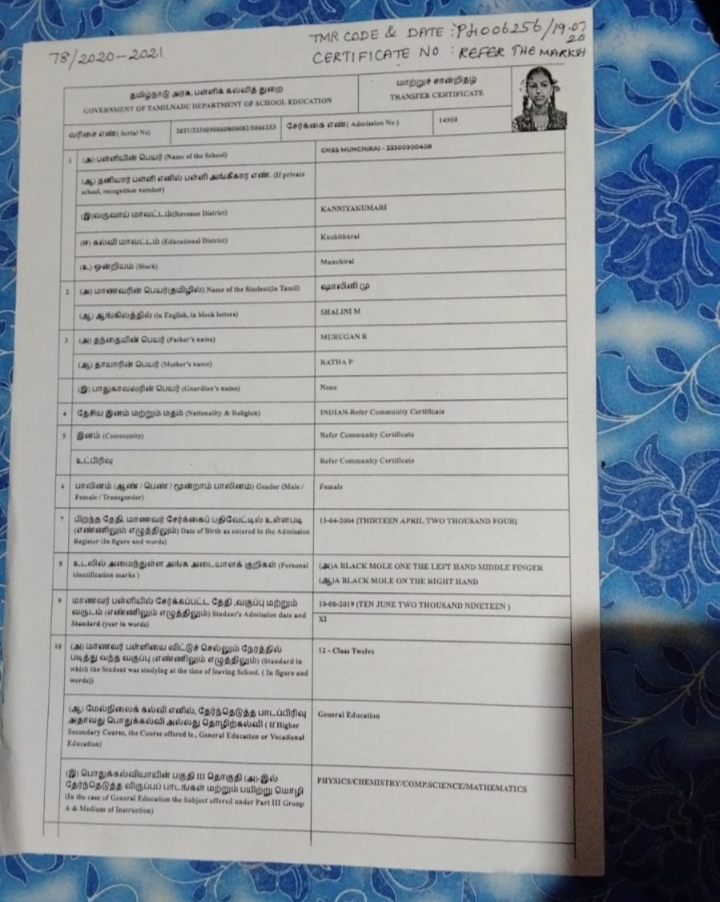 78/2020-2021
TMR CODE & DATE : PH006256/19-07
20
CERTIFICATE NO : REFER THE MARKSH
தமிழ்நாடு அரசு, பள்ளிக் கல்வித் துறை
GOVERNMENT OF TAMILNADU DEPARTMENT OF SCHOOL EDUCATION
மாற்றுச் சான்றிதழ்
TRANSFER CERTIFICATE
வரிசை எண்( Serial No)
சேர்க்கை எண்( Admission No )
14950
1 (அ) பள்ளியின் பெயர் (Name of the School)
GHSS MUNCHIRAI - 33300900408
(ஆ) தனியார் பள்ளி எனில் பள்ளி அங்கீகார எண். (If private
school, recognition number)
(இ)வருவாய் மாவட்டம்(Revenue District)
KANNIYAKUMARI
(ஈ) கல்வி மாவட்டம் (Educational District)
Kuzhithurai
(உ) ஒன்றியம் (Block)
Munchirai
2 (அ) மாணவரின் பெயர்(தமிழில்) Name of the Student(in Tamil)
ஷாலினி மு
(ஆ) ஆங்கிலத்தில் (in English, in block letters)
SHALINI M
3 (அ) தந்தையின் பெயர் (Father's name)
MURUGAN R
(ஆ) தாயாரின் பெயர் (Mother's name)
RATHA P
(இ) பாதுகாவலரின் பெயர் (Guardian's name)
None
4 தேசிய இனம் மற்றும் மதம் (Nationality & Religion)
INDIAN-Refer Community Certificate
5 இனம் (Community)
Refer Community Certificate
உட்பிரிவு
Refer Community Certificate
6 பாலினம் (ஆண் / பெண் / மூன்றாம் பாலினம்) Gender (Male /
Female / Transgender)
Female
7 பிறந்த தேதி, மாணவர் சேர்க்கைப் பதிவேட்டில் உள்ளபடி
(எண்ணிலும் எழுத்திலும்) Date of Birth as entered in the Admission
Register (In figure and words)
13-04-2004 (THIRTEEN APRIL TWO THOUSAND FOUR)
8 உடலில் அமைந்துள்ள அங்க அடையாளக் குறிகள் (Personal
identification marks )
(அ)A BLACK MOLE ONE THE LEFT HAND MIDDLE FINGER
(ஆ)A BLACK MOLE ON THE RIGHT HAND
9 மாணவர் பள்ளியில் சேர்க்கப்பட்ட தேதி ,வகுப்பு மற்றும்
வருடம் (எண்ணிலும் எழுத்திலும்) Student's Admission date and
Standard (year in words)
10-06-2019 (TEN JUNE TWO THOUSAND NINETEEN )
XI
10 (அ) மாணவர் பள்ளியை விட்டுச் செல்லும் நேரத்தில்
படித்து வந்த வகுப்பு (எண்ணிலும் எழுத்திலும்) (Standard in
which the Student was studying at the time of leaving School. ( In figure and
words))
12 - Class Twelve
(ஆ) மேல்நிலைக் கல்வி எனில், தேர்ந்தெடுத்த பாடப்பிரிவு
அதாவது பொதுக்கல்வி அல்லது தொழிற்கல்வி ( If Higher
Secondary Course, the Course offered ie., General Education or Vocational
Education)
General Education
(இ) பொதுக்கல்வியாயின் பகுதி III தொகுதி (அ)-இல்
தேர்ந்தெடுத்த விருப்பப் பாடங்கள் மற்றும் பயிற்று மொழி
(In the case of General Education the Subject offered under Part III Group
A & Medium of Instruction)
PHYSICS/CHEMISTRY/COMP.SCIENCE/MATHEMATICS